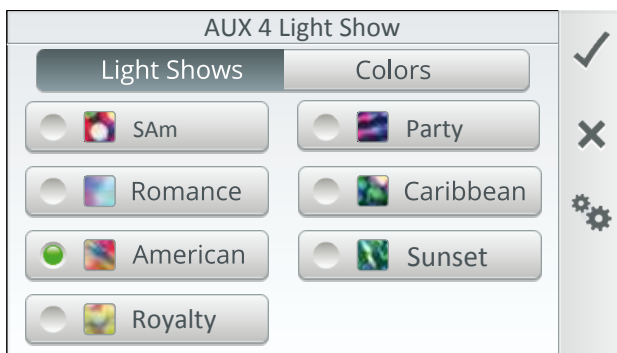 AUX 4 Light Show
Light Shows Colors
SAm Party
Romance Caribbean
American Sunset
Royalty